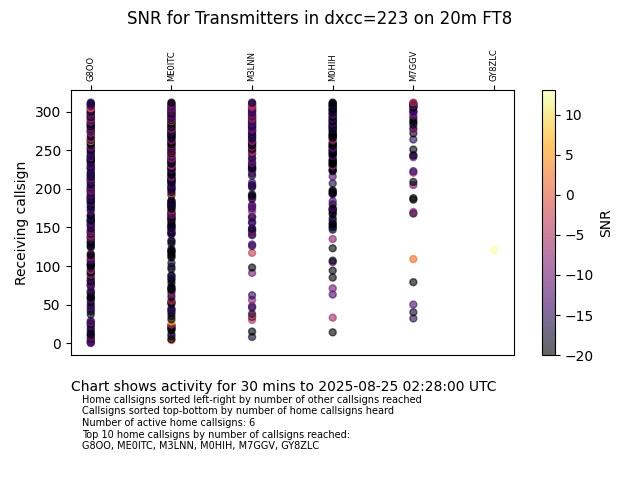 SNR for Transmitters in dxcc=223 on 20m FT8
G8OO ME0ITC M3LNN M0HIH M7GGV GY8ZLC
300
250
200
150
100
50
0
Receiving callsign
10
5
0
−5
−10
−15
−20
SNR
Chart shows activity for 30 mins to 2025-08-25 02:28:00 UTC
Home callsigns sorted left-right by number of other callsigns reached
Callsigns sorted top-bottom by number of home callsigns heard
Number of active home callsigns: 6
Top 10 home callsigns by number of callsigns reached:
G8OO, ME0ITC, M3LNN, M0HIH, M7GGV, GY8ZLC